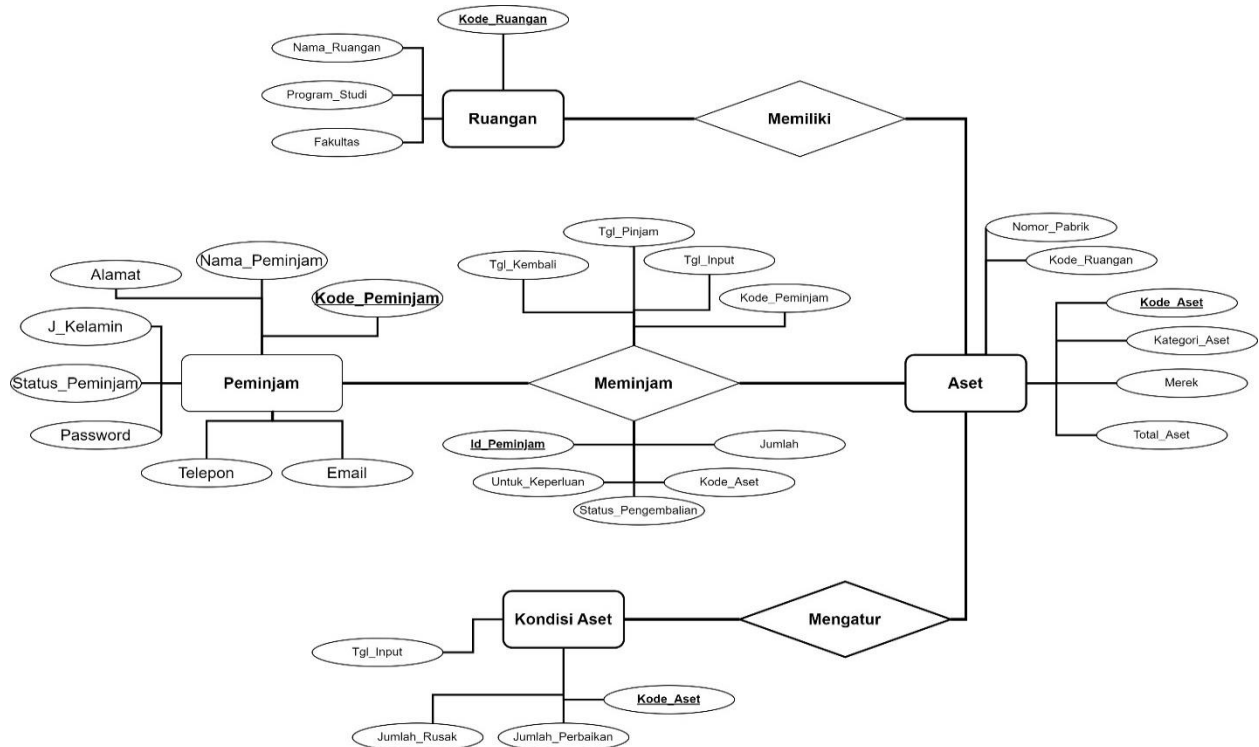 Kode_Ruangan
Nama_Ruangan
Program_Studi
Fakultas
Ruangan
Memiliki
Tgl_Pinjam
Tgl_Kembali
Tgl_Input
Kode_Peminjam
Nama_Peminjam
Alamat
Kode_Peminjam
J_Kelamin
Status_Peminjam
Password
Peminjam
Telepon
Email
Meminjam
Id_Peminjam
Jumlah
Untuk_Keperluan
Kode_Aset
Status_Pengembalian
Nomor_Pabrik
Kode_Ruangan
Kode_Aset
Kategori_Aset
Merek
Total_Aset
Aset
Kondisi Aset
Mengatur
Tgl_Input
Kode_Aset
Jumlah_Rusak
Jumlah_Perbaikan